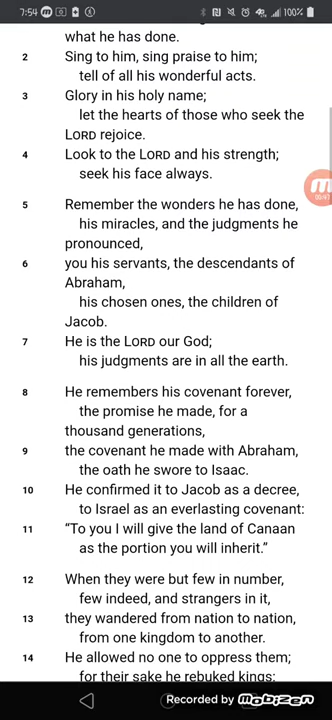 7:54 100%
what he has done.
2 Sing to him, sing praise to him;
tell of all his wonderful acts.
3 Glory in his holy name;
let the hearts of those who seek the
LORD rejoice.
4 Look to the LORD and his strength;
seek his face always.
5 Remember the wonders he has done,
his miracles, and the judgments he
pronounced,
6 you his servants, the descendants of
Abraham,
his chosen ones, the children of
Jacob.
7 He is the LORD our God;
his judgments are in all the earth.
8 He remembers his covenant forever,
the promise he made, for a
thousand generations,
9 the covenant he made with Abraham,
the oath he swore to Isaac.
10 He confirmed it to Jacob as a decree,
to Israel as an everlasting covenant:
11 “To you I will give the land of Canaan
as the portion you will inherit.”
12 When they were but few in number,
few indeed, and strangers in it,
13 they wandered from nation to nation,
from one kingdom to another.
14 He allowed no one to oppress them;
for their sake he rebuked kings:
Recorded by mobizen